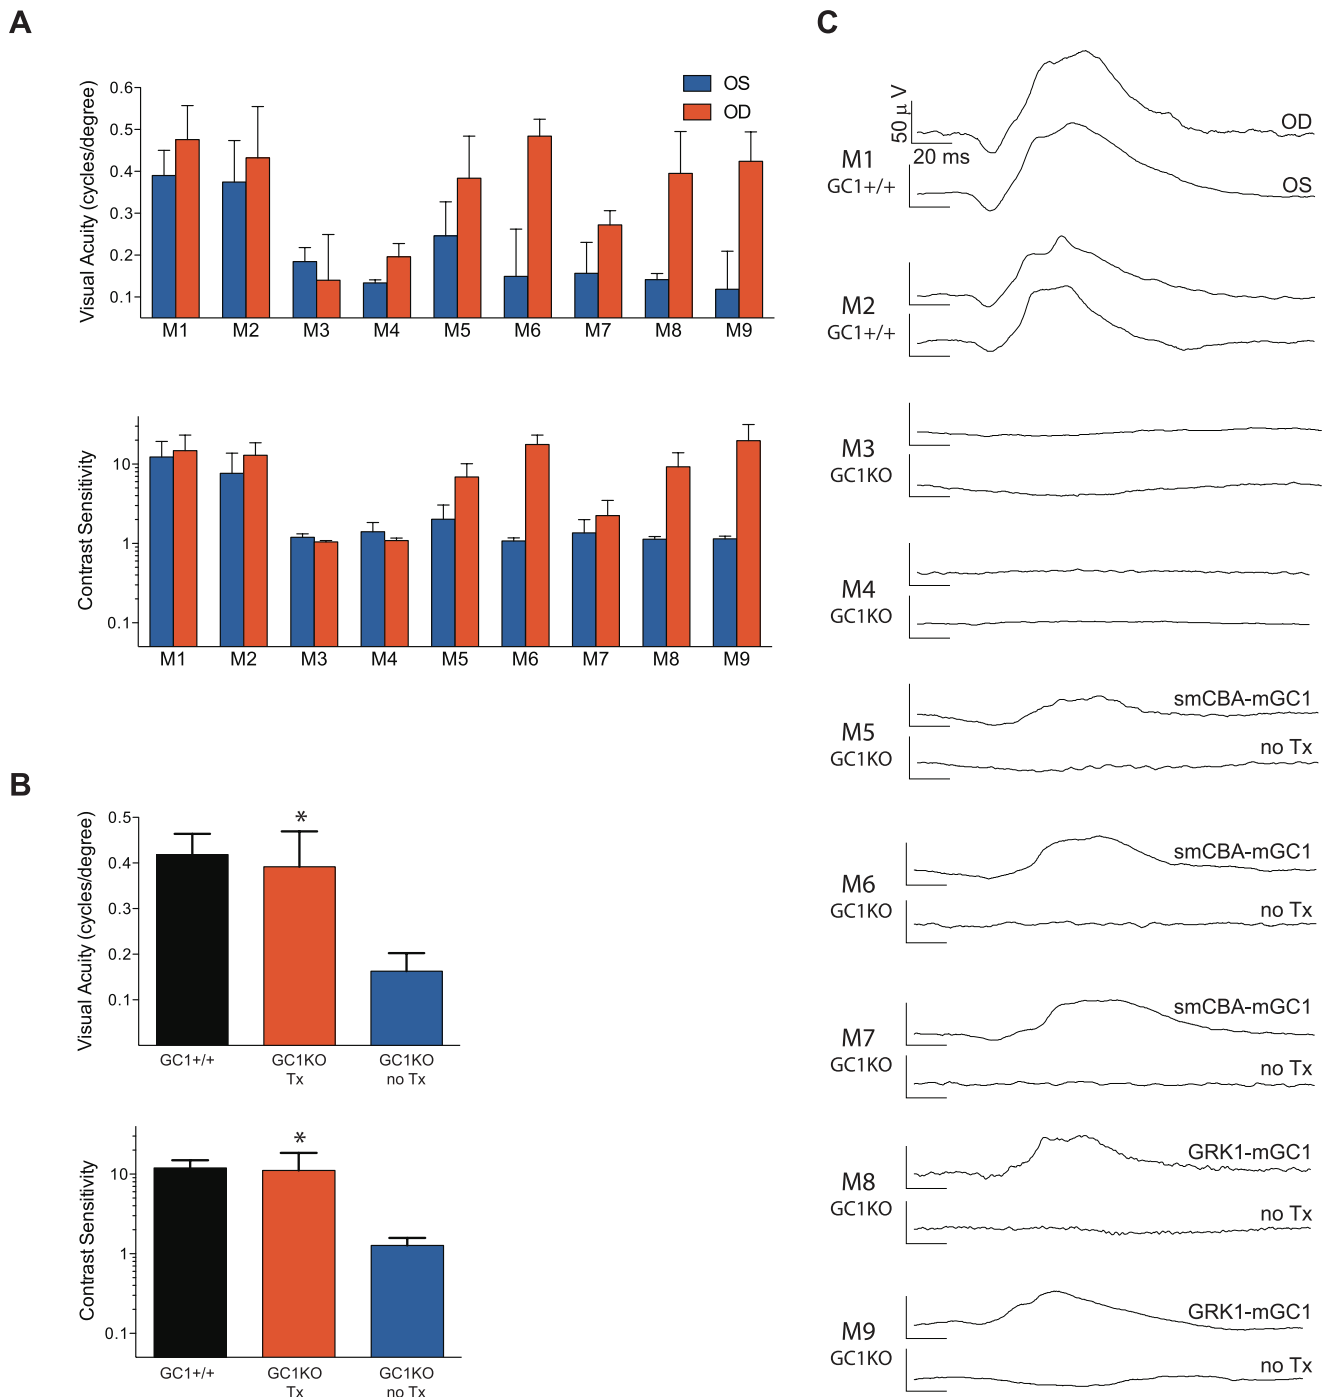 A
Visual Acuity (cycles/degree)
0.6
0.5
0.4
0.3
0.2
0.1
OS
OD
M1 M2 M3 M4 M5 M6 M7 M8 M9
Contrast Sensitivity
10
1
0.1
M1 M2 M3 M4 M5 M6 M7 M8 M9
B
Visual Acuity (cycles/degree)
0.5
0.4
0.3
0.2
0.1
*
GC1+/+
GC1KO
Tx
GC1KO
no Tx
Contrast Sensitivity
10
1
0.1
*
GC1+/+
GC1KO
Tx
GC1KO
no Tx
C
50 μ V
20 ms
OD
M1
GC1+/+
OS
M2
GC1+/+
M3
GC1KO
M4
GC1KO
smCBA-mGC1
M5
GC1KO
no Tx
smCBA-mGC1
M6
GC1KO
no Tx
smCBA-mGC1
M7
GC1KO
no Tx
GRK1-mGC1
M8
GC1KO
no Tx
GRK1-mGC1
M9
GC1KO
no Tx